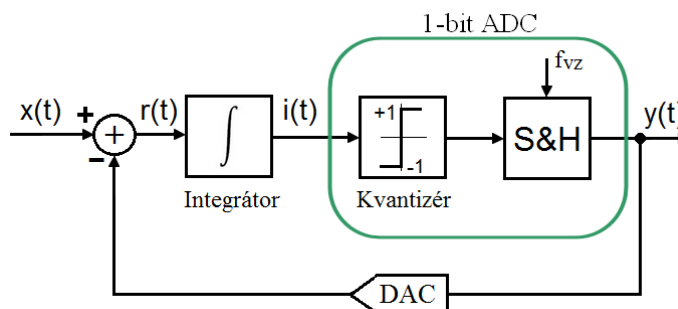 1-bit ADC
f_VZ
x(t)
+
+
−
r(t)
∫
i(t)
+1
-1
S&H
y(t)
Integrátor
Kvantizér
DAC